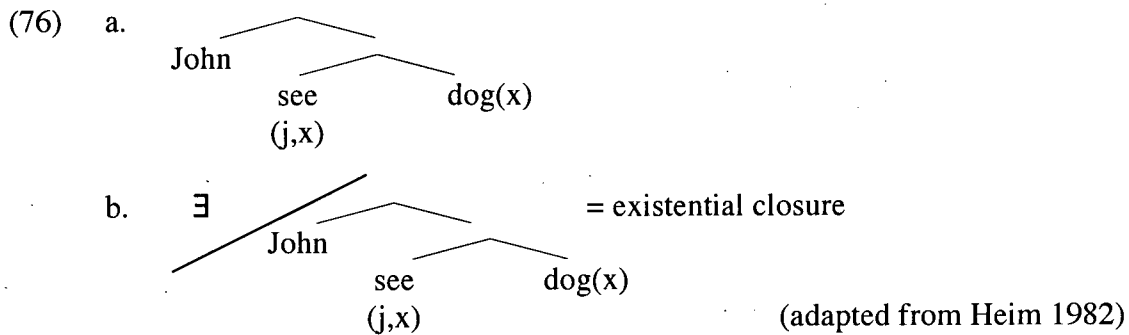 (76) a.
John
see dog(x)
(j,x)
b. ∃ = existential closure
John
see dog(x)
(j,x) (adapted from Heim 1982)